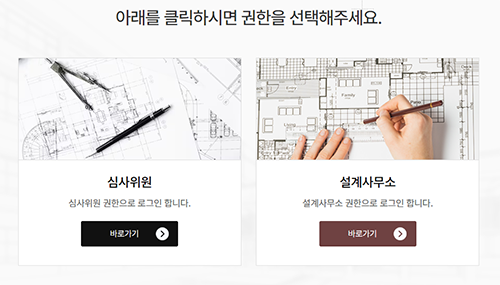 아래를 클릭하시면 권한을 선택해주세요.
Family
심사위원
설계사무소
심사위원 권한으로 로그인 합니다.
설계사무소 권한으로 로그인 합니다.
바로가기
바로가기